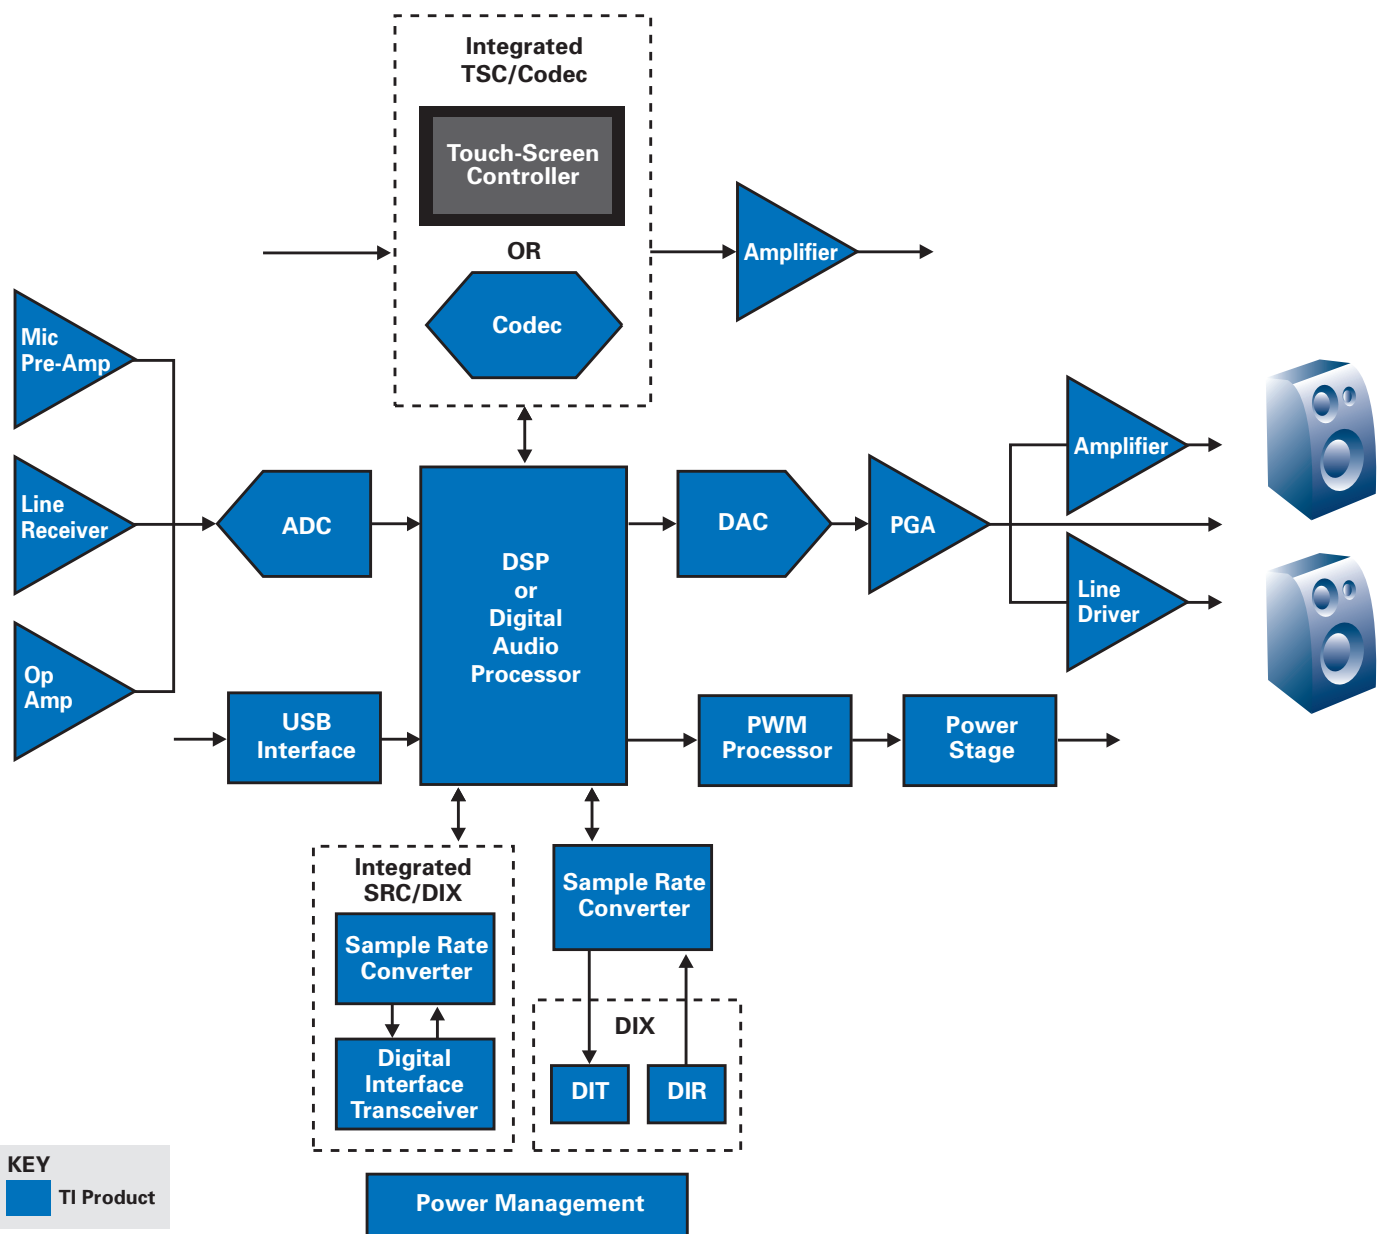 Integrated
TSC/Codec
Touch-Screen
Controller
OR
Codec
Amplifier
Mic
Pre-Amp
Line
Receiver
Op
Amp
ADC
DSP
or
Digital
Audio
Processor
DAC
PGA
Amplifier
Line
Driver
USB
Interface
PWM
Processor
Power
Stage
Integrated
SRC/DIX
Sample Rate
Converter
Digital
Interface
Transceiver
Sample Rate
Converter
DIX
DIT
DIR
KEY
TI Product
Power Management